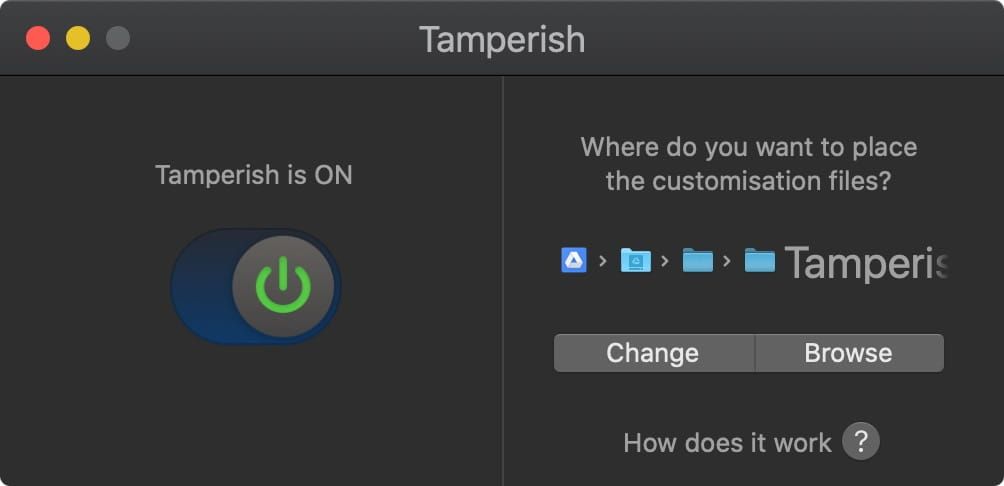 Tamperish
Tamperish is ON
Where do you want to place
the customisation files?
Tamperis
Change
Browse
How does it work ?